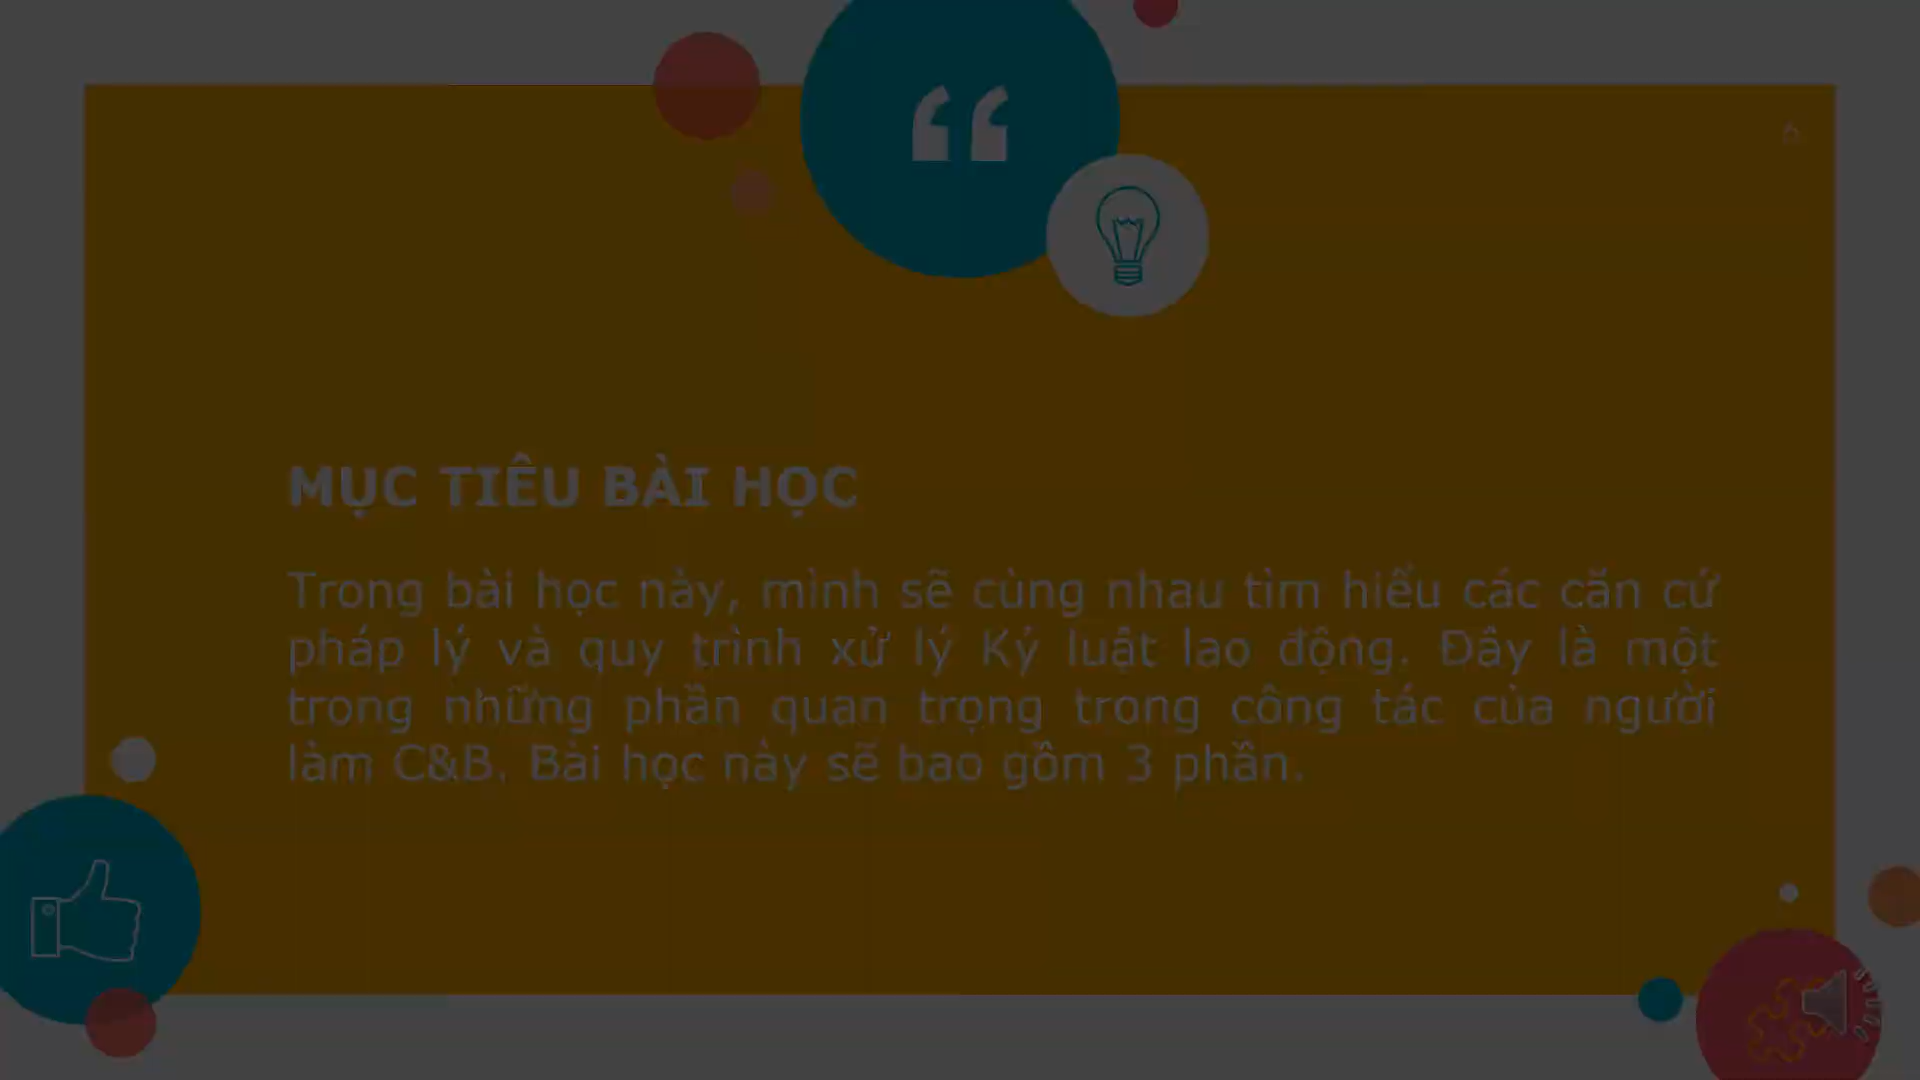 “
MỤC TIÊU BÀI HỌC
Trong bài học này, mình sẽ cùng nhau tìm hiểu các căn cứ
pháp lý và quy trình xử lý Kỷ luật lao động. Đây là một
trong những phần quan trọng trong công tác của người
làm C&B. Bài học này sẽ bao gồm 3 phần.